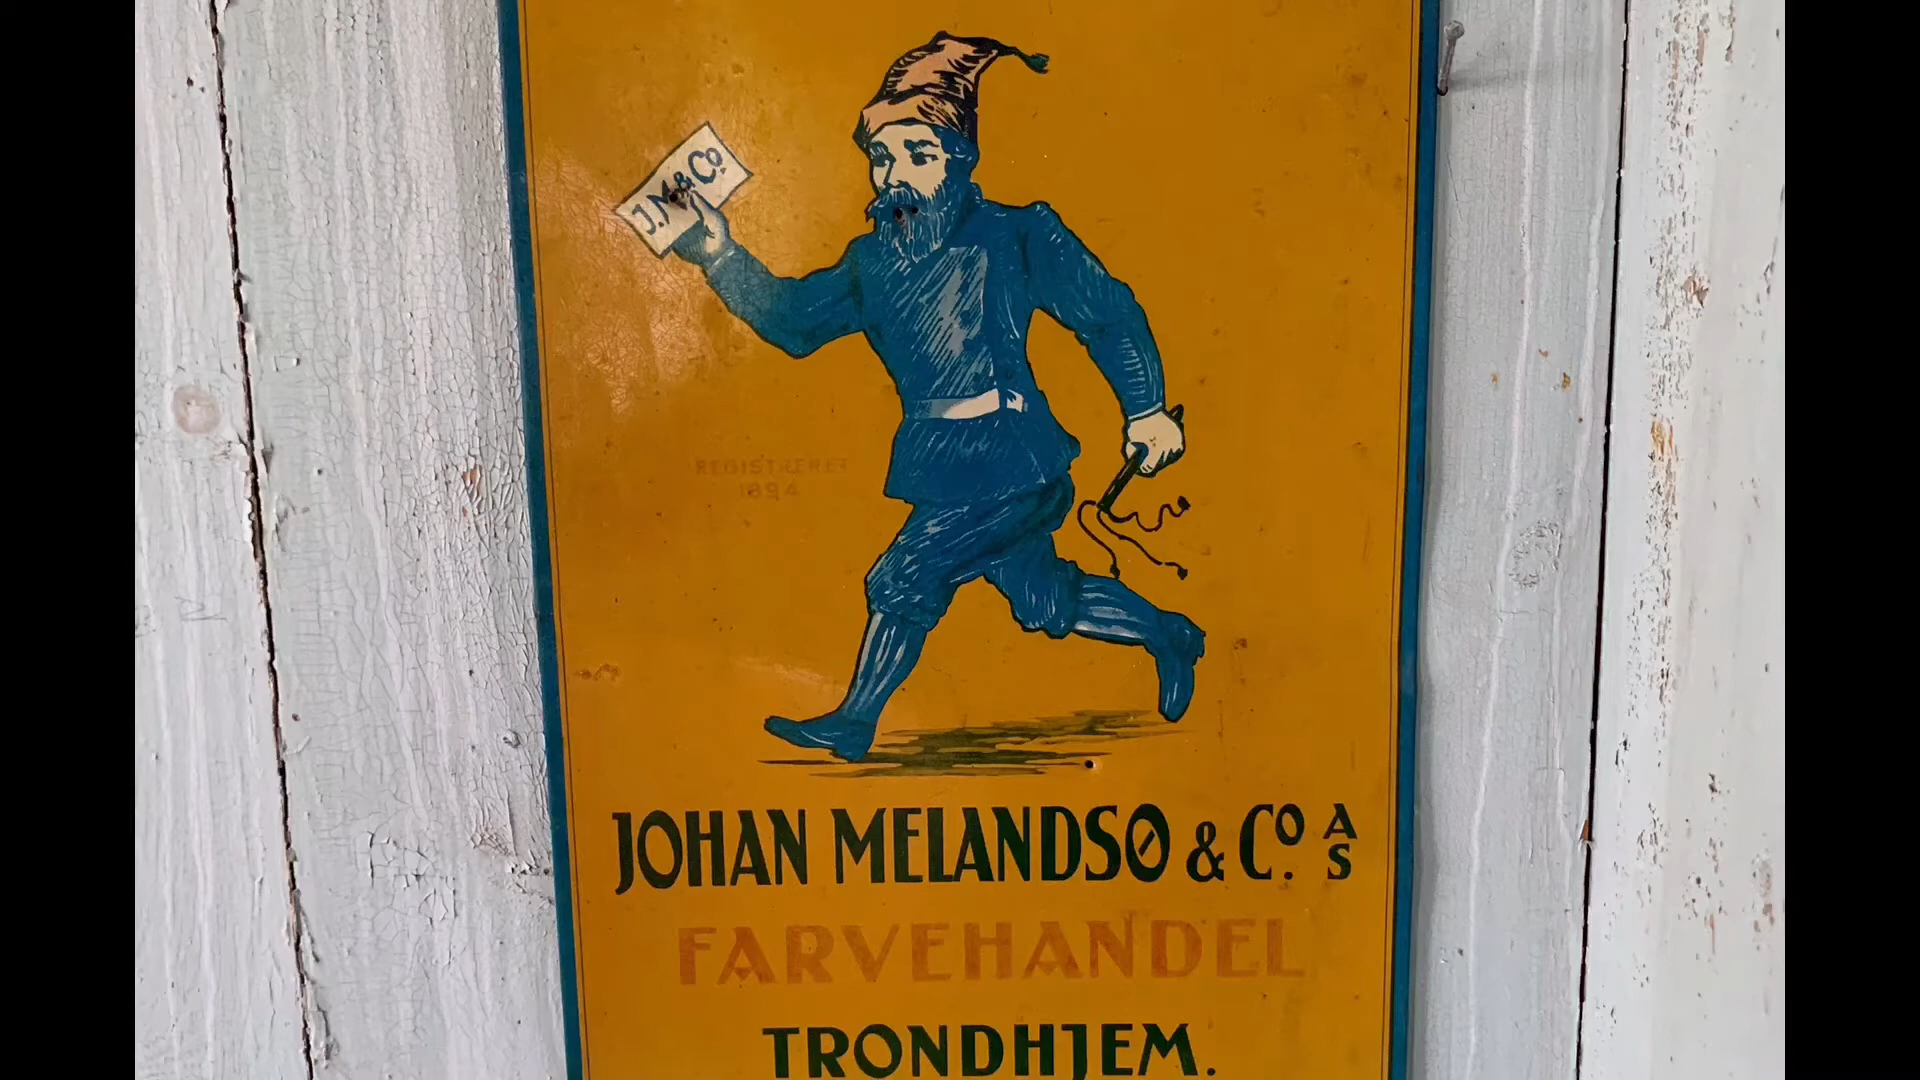 J.M.&Co.
REGISTRERET
1894
JOHAN MELANDSØ & Co. A/S
FARVEHANDEL
TRONDHJEM.